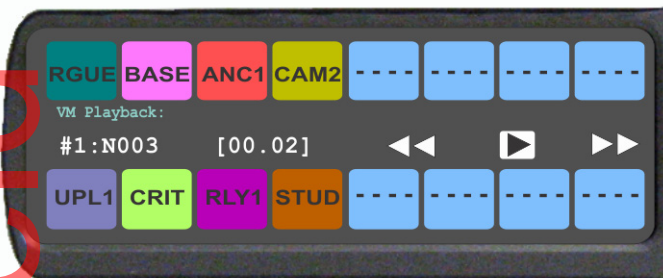 RGUE BASE ANC1 CAM2 ---- ---- ---- ----
VM Playback:
#1:N003 [00.02]
UPL1 CRIT RLY1 STUD ---- ---- ---- ----